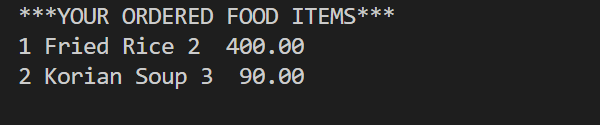 ***YOUR ORDERED FOOD ITEMS***
1 Fried Rice 2  400.00
2 Korian Soup 3  90.00